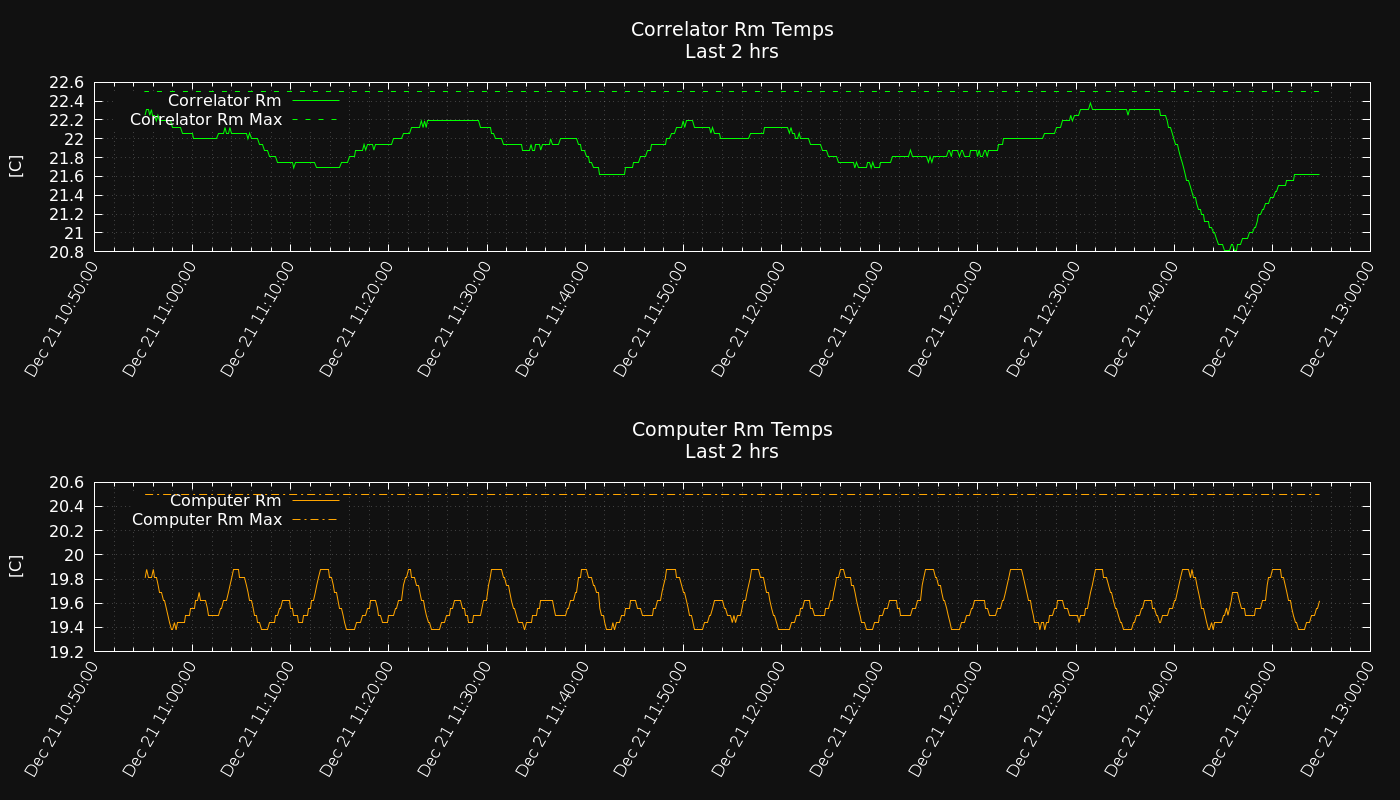 Correlator Rm Temps
Last 2 hrs
22.6
22.4
22.2
22
21.8
21.6
21.4
21.2
21
20.8
[C]
Correlator Rm
Correlator Rm Max
Dec 21 10:50:00
Dec 21 11:00:00
Dec 21 11:10:00
Dec 21 11:20:00
Dec 21 11:30:00
Dec 21 11:40:00
Dec 21 11:50:00
Dec 21 12:00:00
Dec 21 12:10:00
Dec 21 12:20:00
Dec 21 12:30:00
Dec 21 12:40:00
Dec 21 12:50:00
Dec 21 13:00:00
Computer Rm Temps
Last 2 hrs
20.6
20.4
20.2
20
19.8
19.6
19.4
19.2
[C]
Computer Rm
Computer Rm Max
Dec 21 10:50:00
Dec 21 11:00:00
Dec 21 11:10:00
Dec 21 11:20:00
Dec 21 11:30:00
Dec 21 11:40:00
Dec 21 11:50:00
Dec 21 12:00:00
Dec 21 12:10:00
Dec 21 12:20:00
Dec 21 12:30:00
Dec 21 12:40:00
Dec 21 12:50:00
Dec 21 13:00:00